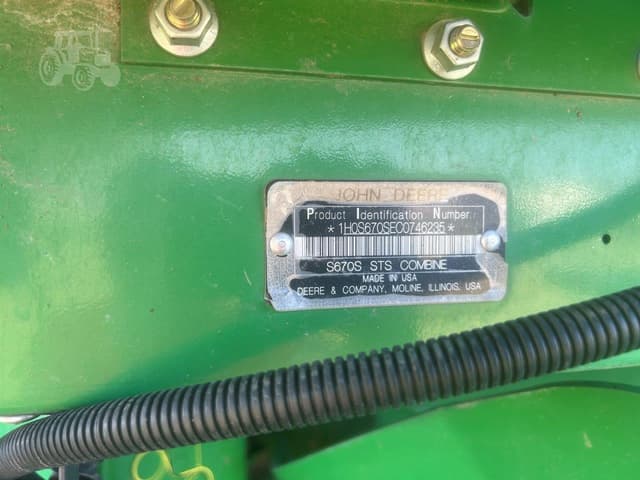 JOHN DEERE
Product Identification Number
*1H0S670SEC0746235*
S670S STS COMBINE
MADE IN USA
DEERE & COMPANY, MOLINE, ILLINOIS, USA